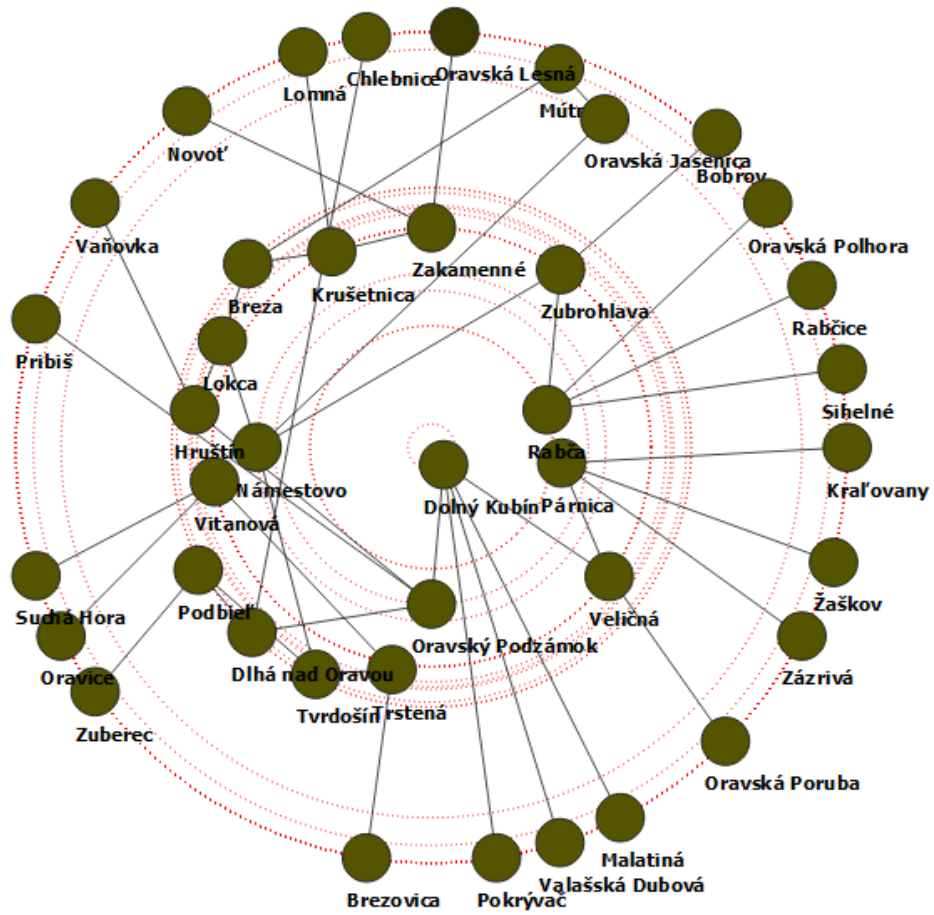 Oravská Lesná
Chlebnice
Lomná
Mútne
Novoť
Oravská Jasenica
Bobrov
Vaňovka
Oravská Polhora
Zakamenné
Krušetnica
Breza
Zubrohlava
Rabčice
Pribiš
Lokca
Sihelné
Hruštín
Rabča
Námestovo
Kraľovany
Dolný Kubín
Párnica
Vitanová
Žaškov
Suchá Hora
Podbieľ
Veličná
Oravský Podzámok
Dlhá nad Oravou
Oravice
Zázrivá
Tvrdošín
Trstená
Zuberec
Oravská Poruba
Malatiná
Valašská Dubová
Brezovica
Pokrývač